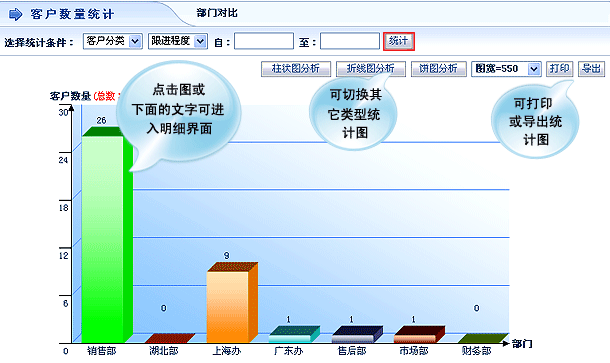 客户数量统计 部门对比
选择统计条件： 客户分类 跟进程度 自： 至： 统计
柱状图分析 折线图分析 饼图分析 图宽=550 打印 导出
点击图或
下面的文字可进
入明细界面
可切换其
它类型统
计图
可打印
或导出统
计图
客户数量(总数：
30
24
18
12
6
0
26
0
9
1
1
1
0
销售部 湖北部 上海办 广东办 售后部 市场部 财务部 部门